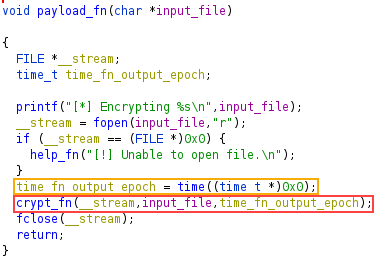 void payload_fn(char *input_file)
{
FILE *__stream;
time_t time_fn_output_epoch;
printf("[*] Encrypting %s\n",input_file);
__stream = fopen(input_file,"r");
if (__stream == (FILE *)0x0) {
help_fn("[!] Unable to open file.\n");
}
time_fn_output_epoch = time((time_t *)0x0);
crypt_fn(__stream,input_file,time_fn_output_epoch);
fclose(__stream);
return;
}